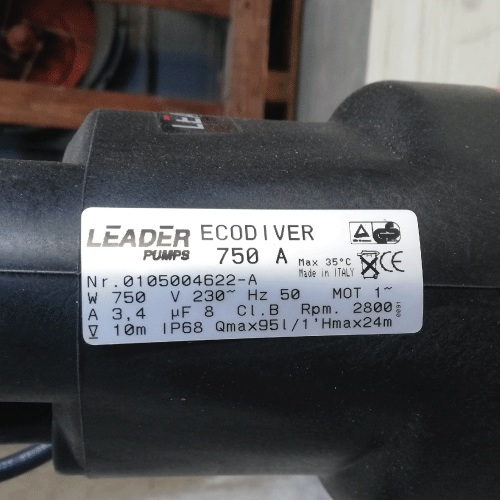 LEADER PUMPS
ECODIVER
750 A
Max 35°C
Made in ITALY
CE
Nr.0105004622-A
W 750 V 230~ Hz 50 MOT 1~
A 3,4 µF 8 Cl.B Rpm. 2800
10m IP68 Qmax95l/1'Hmax24m